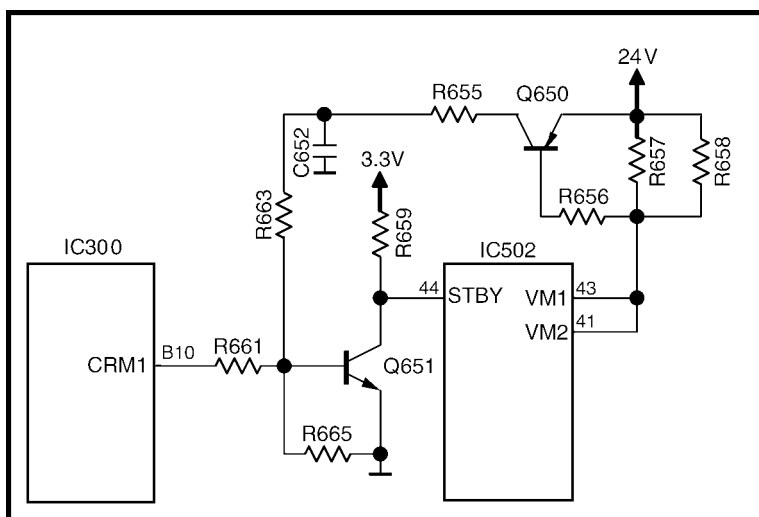 24V
R655
Q650
C652
3.3V
R657
R658
R656
R663
R659
IC300
IC502
44
STBY
VM1
43
VM2
41
CRM1
B10
R661
Q651
R665